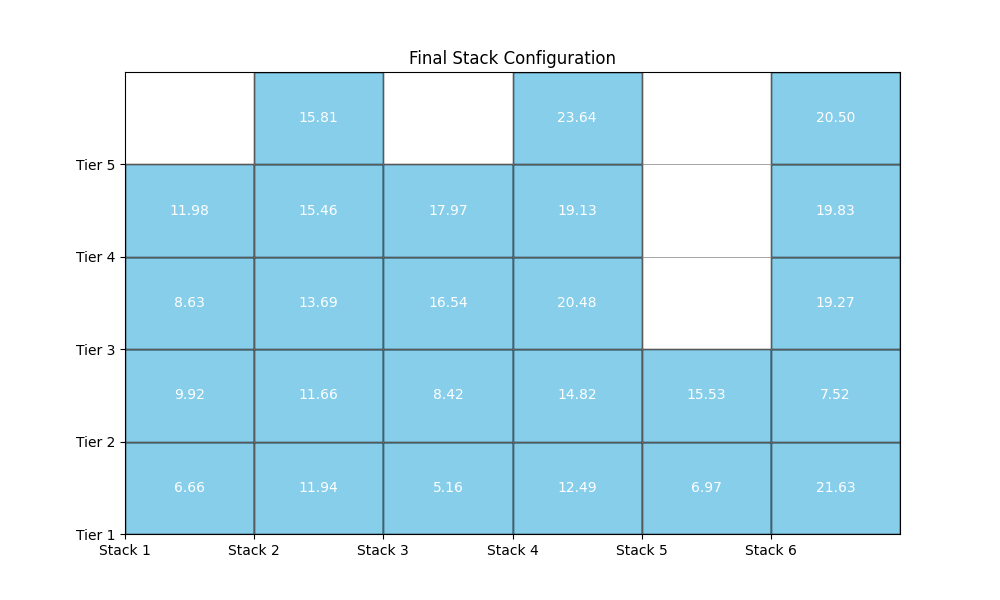 Final Stack Configuration
15.81 23.64 20.50
Tier 5
11.98 15.46 17.97 19.13 19.83
Tier 4
8.63 13.69 16.54 20.48 19.27
Tier 3
9.92 11.66 8.42 14.82 15.53 7.52
Tier 2
6.66 11.94 5.16 12.49 6.97 21.63
Tier 1
Stack 1 Stack 2 Stack 3 Stack 4 Stack 5 Stack 6